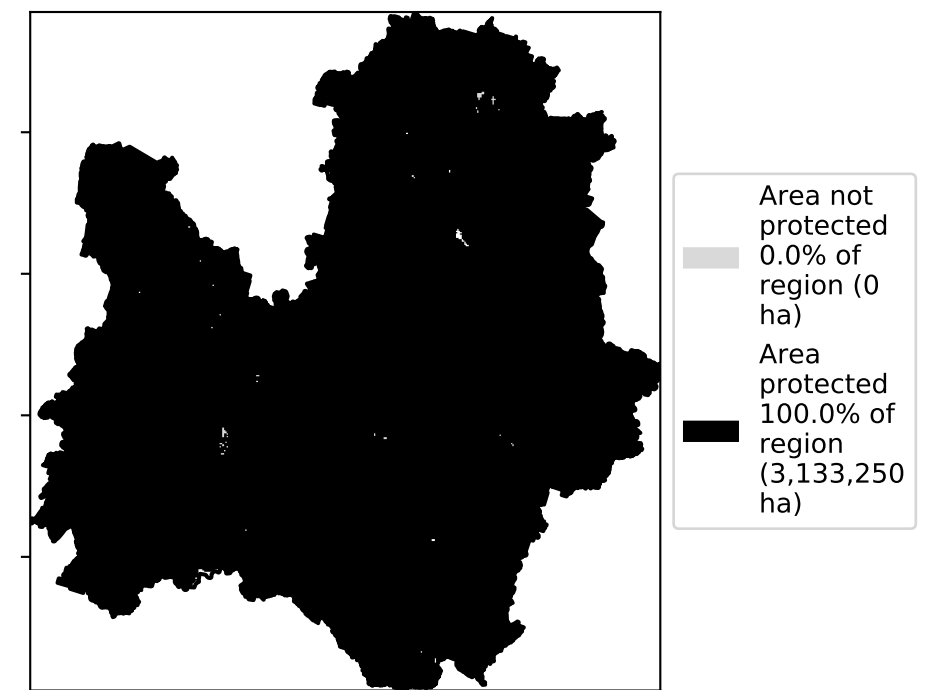 Area not
protected
0.0% of
region (0
ha)
Area
protected
100.0% of
region
(3,133,250
ha)